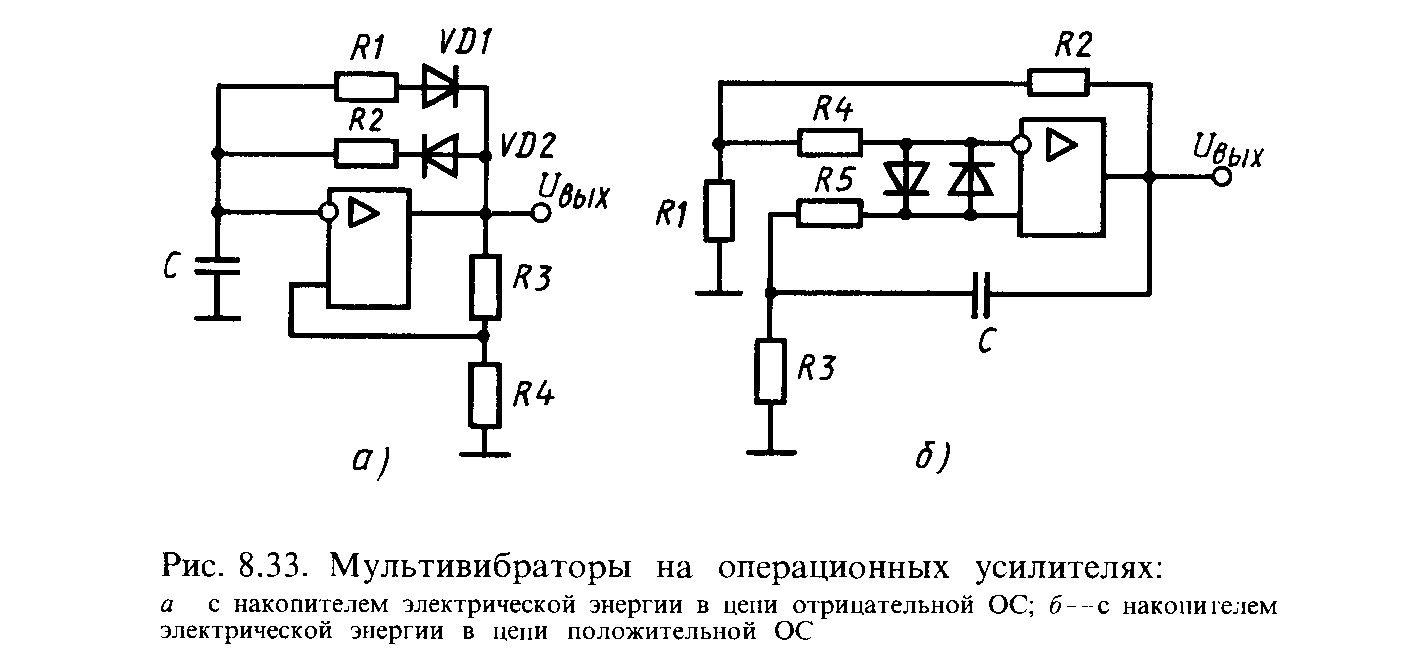 R1
VD1
R2
VD2
Uвых
C
R3
R4
а)
R2
R4
Uвых
R5
R1
C
R3
б)
Рис. 8.33. Мультивибраторы на операционных усилителях:
а с накопителем электрической энергии в цепи отрицательной ОС; б--с накопителем
электрической энергии в цепи положительной ОС